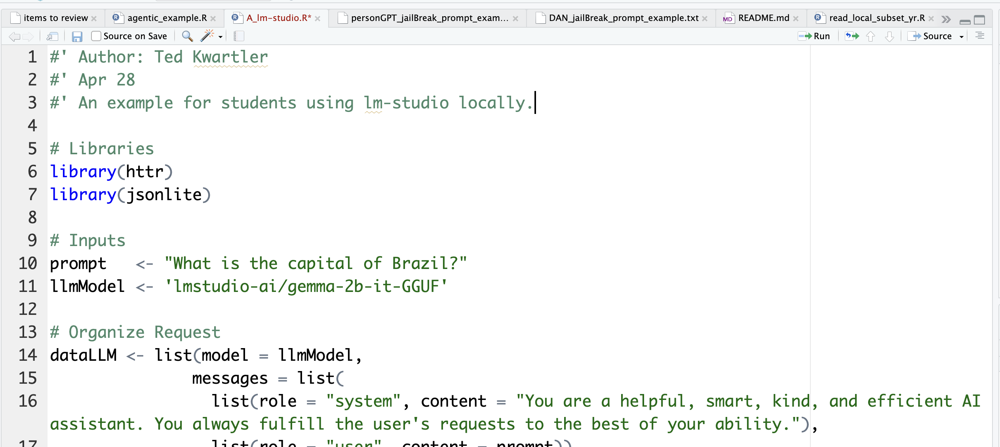 items to review
agentic_example.R
A_lm-studio.R*
personGPT_jailBreak_prompt_exam...
DAN_jailBreak_prompt_example.txt
MD README.md
read_local_subset_yr.R
Source on Save
Run
Source
1 #' Author: Ted Kwartler
2 #' Apr 28
3 #' An example for students using lm-studio locally.
4
5 # Libraries
6 library(httr)
7 library(jsonlite)
8
9 # Inputs
10 prompt   <- "What is the capital of Brazil?"
11 llmModel <- 'lmstudio-ai/gemma-2b-it-GGUF'
12
13 # Organize Request
14 dataLLM <- list(model = llmModel,
15                messages = list(
16                  list(role = "system", content = "You are a helpful, smart, kind, and efficient AI
assistant. You always fulfill the user's requests to the best of your ability."),
17                  list(role = "user", content = prompt))